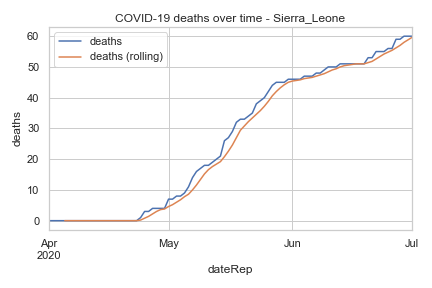 COVID-19 deaths over time - Sierra_Leone
deaths
deaths (rolling)
deaths
60
50
40
30
20
10
0
Apr
2020
May
Jun
Jul
dateRep